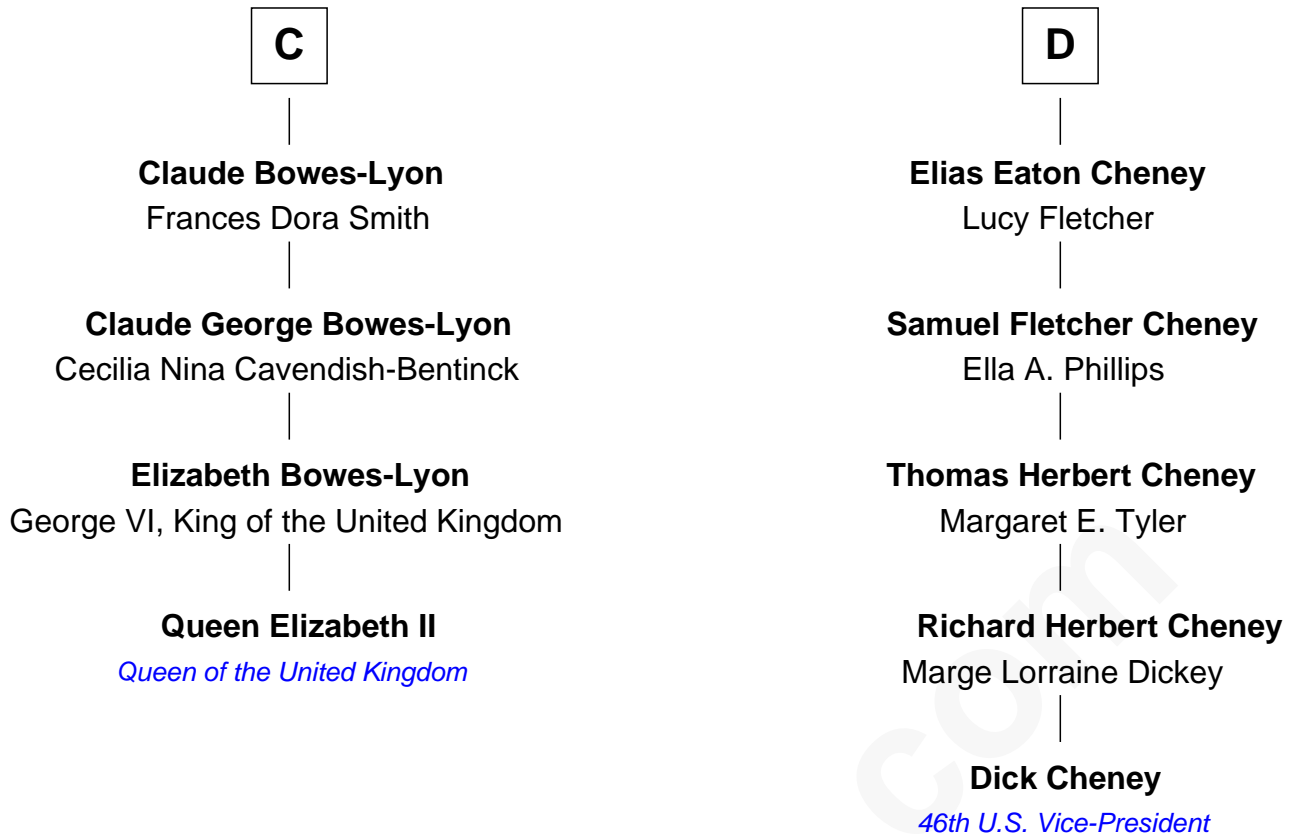 C
Claude Bowes-Lyon
Frances Dora Smith
Claude George Bowes-Lyon
Cecilia Nina Cavendish-Bentinck
Elizabeth Bowes-Lyon
George VI, King of the United Kingdom
Queen Elizabeth II
Queen of the United Kingdom
D
Elias Eaton Cheney
Lucy Fletcher
Samuel Fletcher Cheney
Ella A. Phillips
Thomas Herbert Cheney
Margaret E. Tyler
Richard Herbert Cheney
Marge Lorraine Dickey
Dick Cheney
46th U.S. Vice-President
com